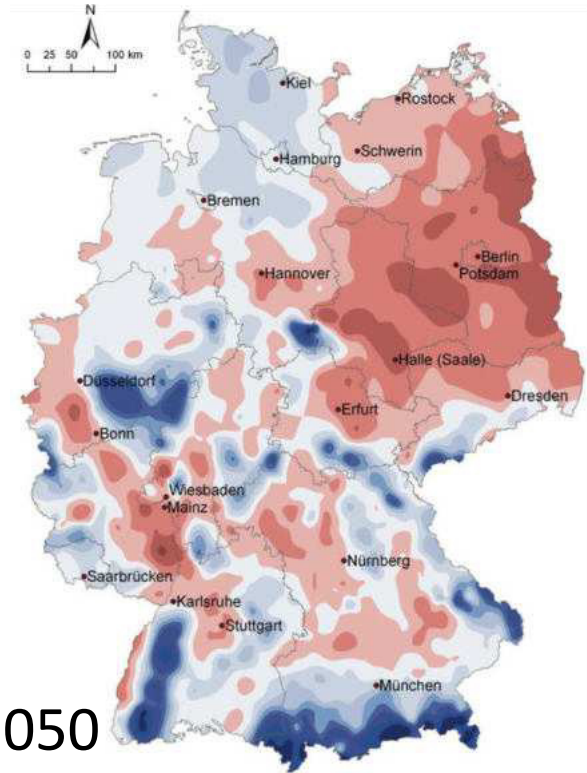 N
0 25 50 100 km
Kiel
Rostock
Hamburg
Schwerin
Bremen
Berlin
Potsdam
Hannover
Halle (Saale)
Düsseldorf
Dresden
Erfurt
Bonn
Wiesbaden
Mainz
Nürnberg
Saarbrücken
Karlsruhe
Stuttgart
München
050